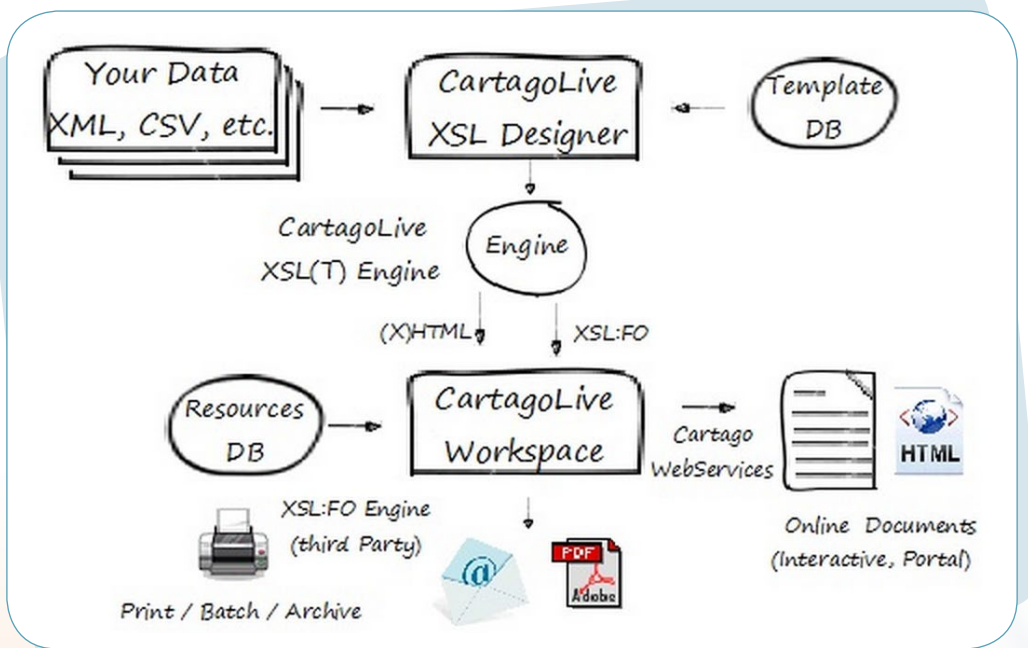 Your Data
XML, CSV, etc.
CartagoLive
XSL Designer
Template
DB
CartagoLive
XSL(T) Engine
Engine
(X)HTML
XSL:FO
Resources
DB
CartagoLive
Workspace
Cartago
WebServices
HTML
XSL:FO Engine
(third Party)
Print / Batch / Archive
@
PDF
Adobe
Online Documents
(Interactive, Portal)